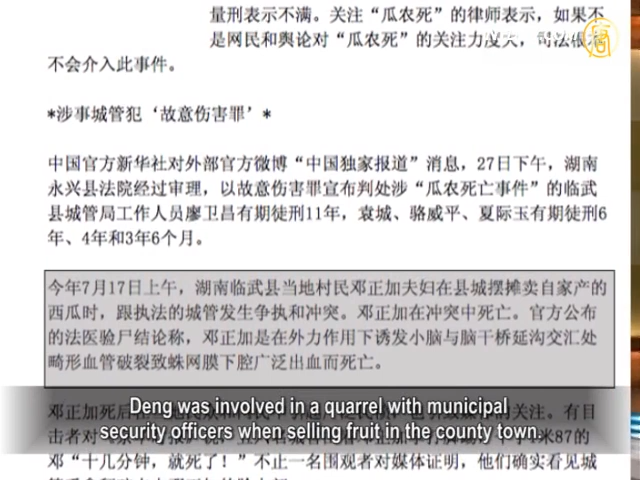 量刑表示不满。关注“瓜农死”的律师表示，如果不
是网民和舆论对“瓜农死”的关注力度大，司法根本
不会介入此事件。
*涉事城管犯‘故意伤害罪’*
中国官方新华社对外部官方微博“中国独家报道”消息，27日下午，湖南
永兴县法院经过审理，以故意伤害罪宣布判处涉“瓜农死亡事件”的临武
县城管局工作人员廖卫昌有期徒刑11年，袁城、骆威平、夏际玉有期徒刑6
年、4年和3年6个月。
今年7月17日上午，湖南临武县当地村民邓正加夫妇在县城摆摊卖自家产的
西瓜时，跟执法的城管发生争执和冲突。邓正加在冲突中死亡。官方公布
的法医验尸结论称，邓正加是在外力作用下诱发小脑与脑干桥延沟交汇处
畸形血管破裂致蛛网膜下腔广泛出血而死亡。
Deng was involved in a quarrel with municipal
邓正加死后 的关注。有目
security officers when selling fruit in the county town.
击者对 米87的
邓“十几分钟，就死了！”不止一名围观者对媒体证明，他们确实看见城